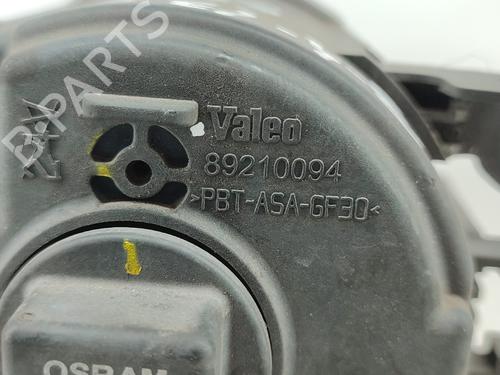 Valeo
89210094
>PBT-ASA-GF30<
OSRAM
B-PARTS